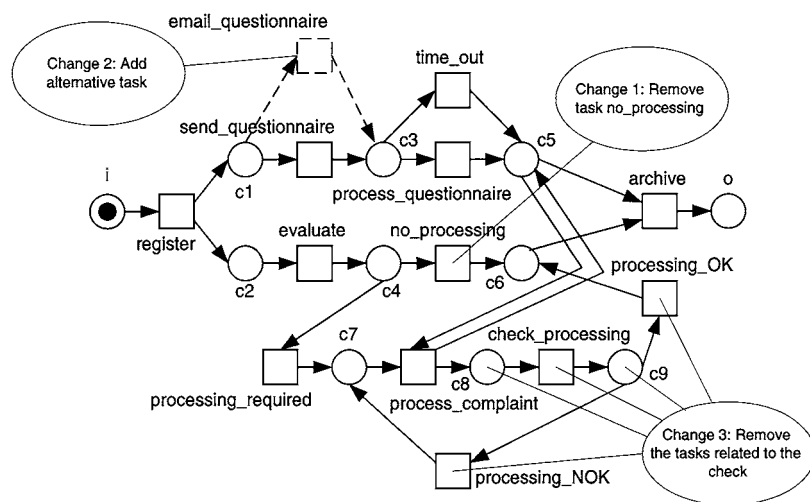 email_questionnaire
Change 2: Add
alternative task
time_out
Change 1: Remove
task no_processing
send_questionnaire
i
c1
c3
c5
process_questionnaire
archive
o
register
evaluate
no_processing
c2
c4
c6
processing_OK
c7
check_processing
processing_required
process_complaint
c8
c9
Change 3: Remove
the tasks related to the
check
processing_NOK